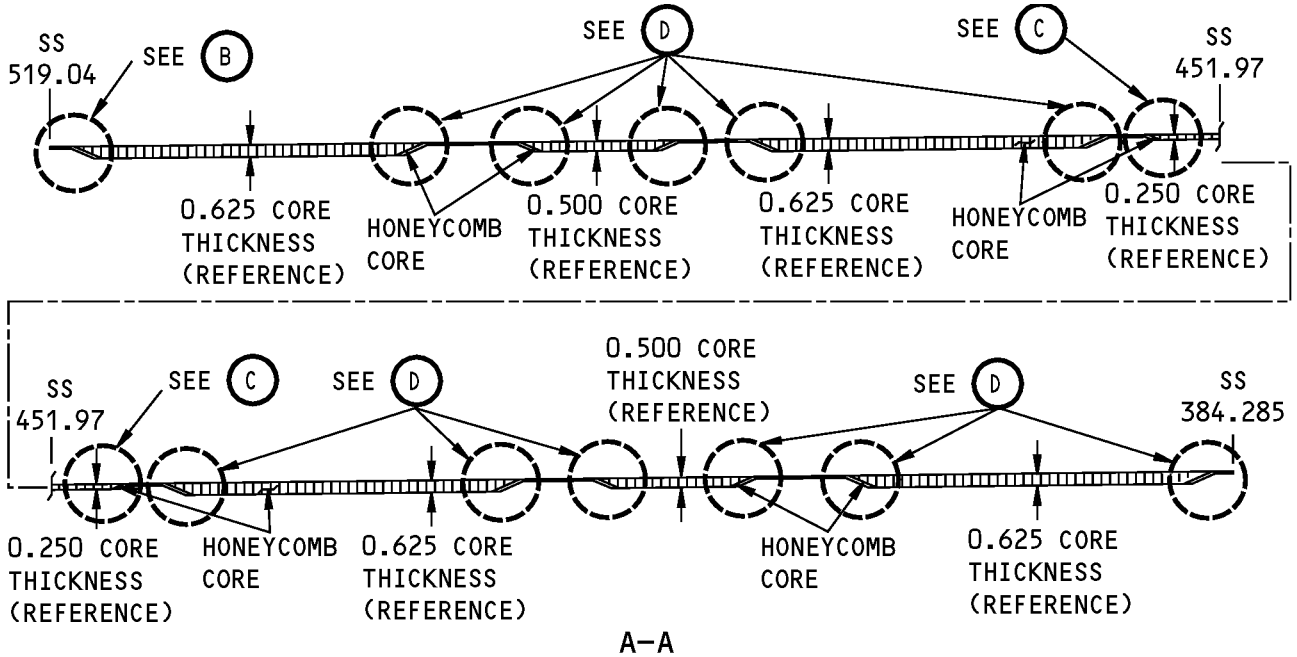 SS
519.04
SEE B
SEE D
SEE C
SS
451.97
0.625 CORE
THICKNESS
(REFERENCE)
HONEYCOMB
CORE
0.500 CORE
THICKNESS
(REFERENCE)
0.625 CORE
THICKNESS
(REFERENCE)
HONEYCOMB
CORE
0.250 CORE
THICKNESS
(REFERENCE)
SS
451.97
SEE C
SEE D
0.500 CORE
THICKNESS
(REFERENCE)
SEE D
SS
384.285
0.250 CORE
THICKNESS
(REFERENCE)
HONEYCOMB
CORE
0.625 CORE
THICKNESS
(REFERENCE)
HONEYCOMB
CORE
0.625 CORE
THICKNESS
(REFERENCE)
A-A